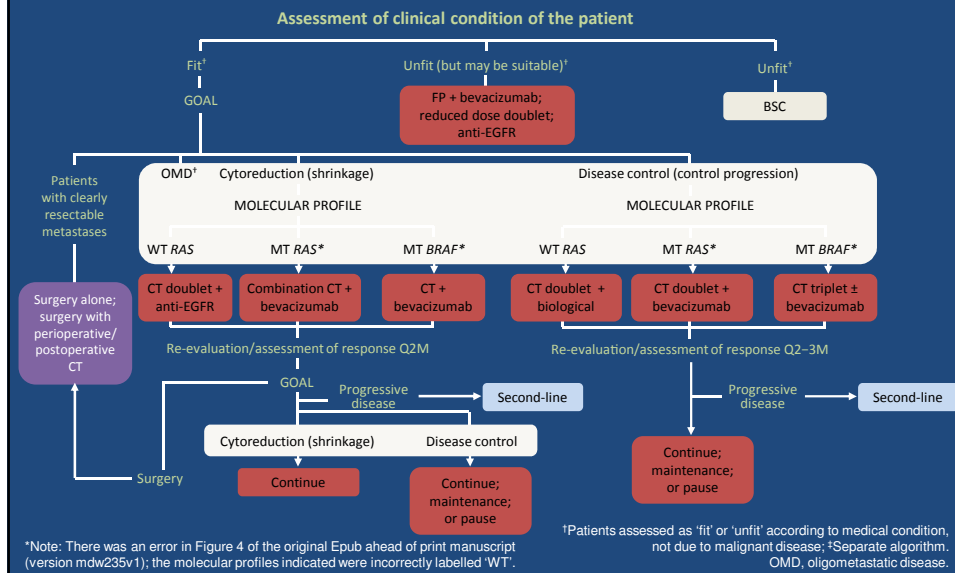 Assessment of clinical condition of the patient
Fit†
Unfit (but may be suitable)†
Unfit†
GOAL
FP + bevacizumab;
reduced dose doublet;
anti-EGFR
BSC
Patients
with clearly
resectable
metastases
OMD†
Cytoreduction (shrinkage)
Disease control (control progression)
MOLECULAR PROFILE
MOLECULAR PROFILE
WT RAS
MT RAS*
MT BRAF*
WT RAS
MT RAS*
MT BRAF*
Surgery alone;
surgery with
perioperative/
postoperative
CT
CT doublet +
anti-EGFR
Combination CT +
bevacizumab
CT +
bevacizumab
CT doublet +
biological
CT doublet +
bevacizumab
CT triplet ±
bevacizumab
Re-evaluation/assessment of response Q2M
Re-evaluation/assessment of response Q2−3M
GOAL
Progressive
disease
Second-line
Progressive
disease
Second-line
Cytoreduction (shrinkage)
Disease control
Surgery
Continue
Continue;
maintenance;
or pause
Continue;
maintenance;
or pause
*Note: There was an error in Figure 4 of the original Epub ahead of print manuscript
(version mdw235v1); the molecular profiles indicated were incorrectly labelled ‘WT’.
†Patients assessed as ‘fit’ or ‘unfit’ according to medical condition,
not due to malignant disease; ‡Separate algorithm.
OMD, oligometastatic disease.